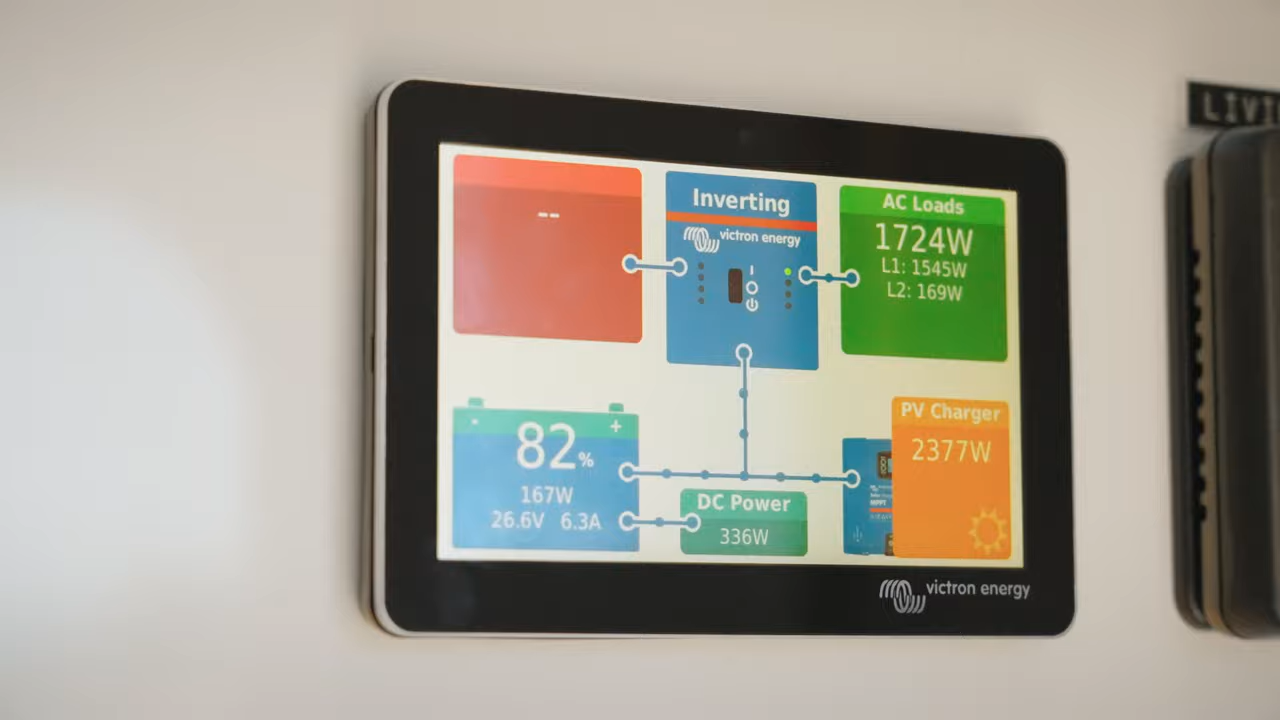 --
Inverting
victron energy
AC Loads
1724W
L1: 1545W
L2: 169W
- +
82%
167W
26.6V 6.3A
DC Power
336W
MPPT
PV Charger
2377W
victron energy